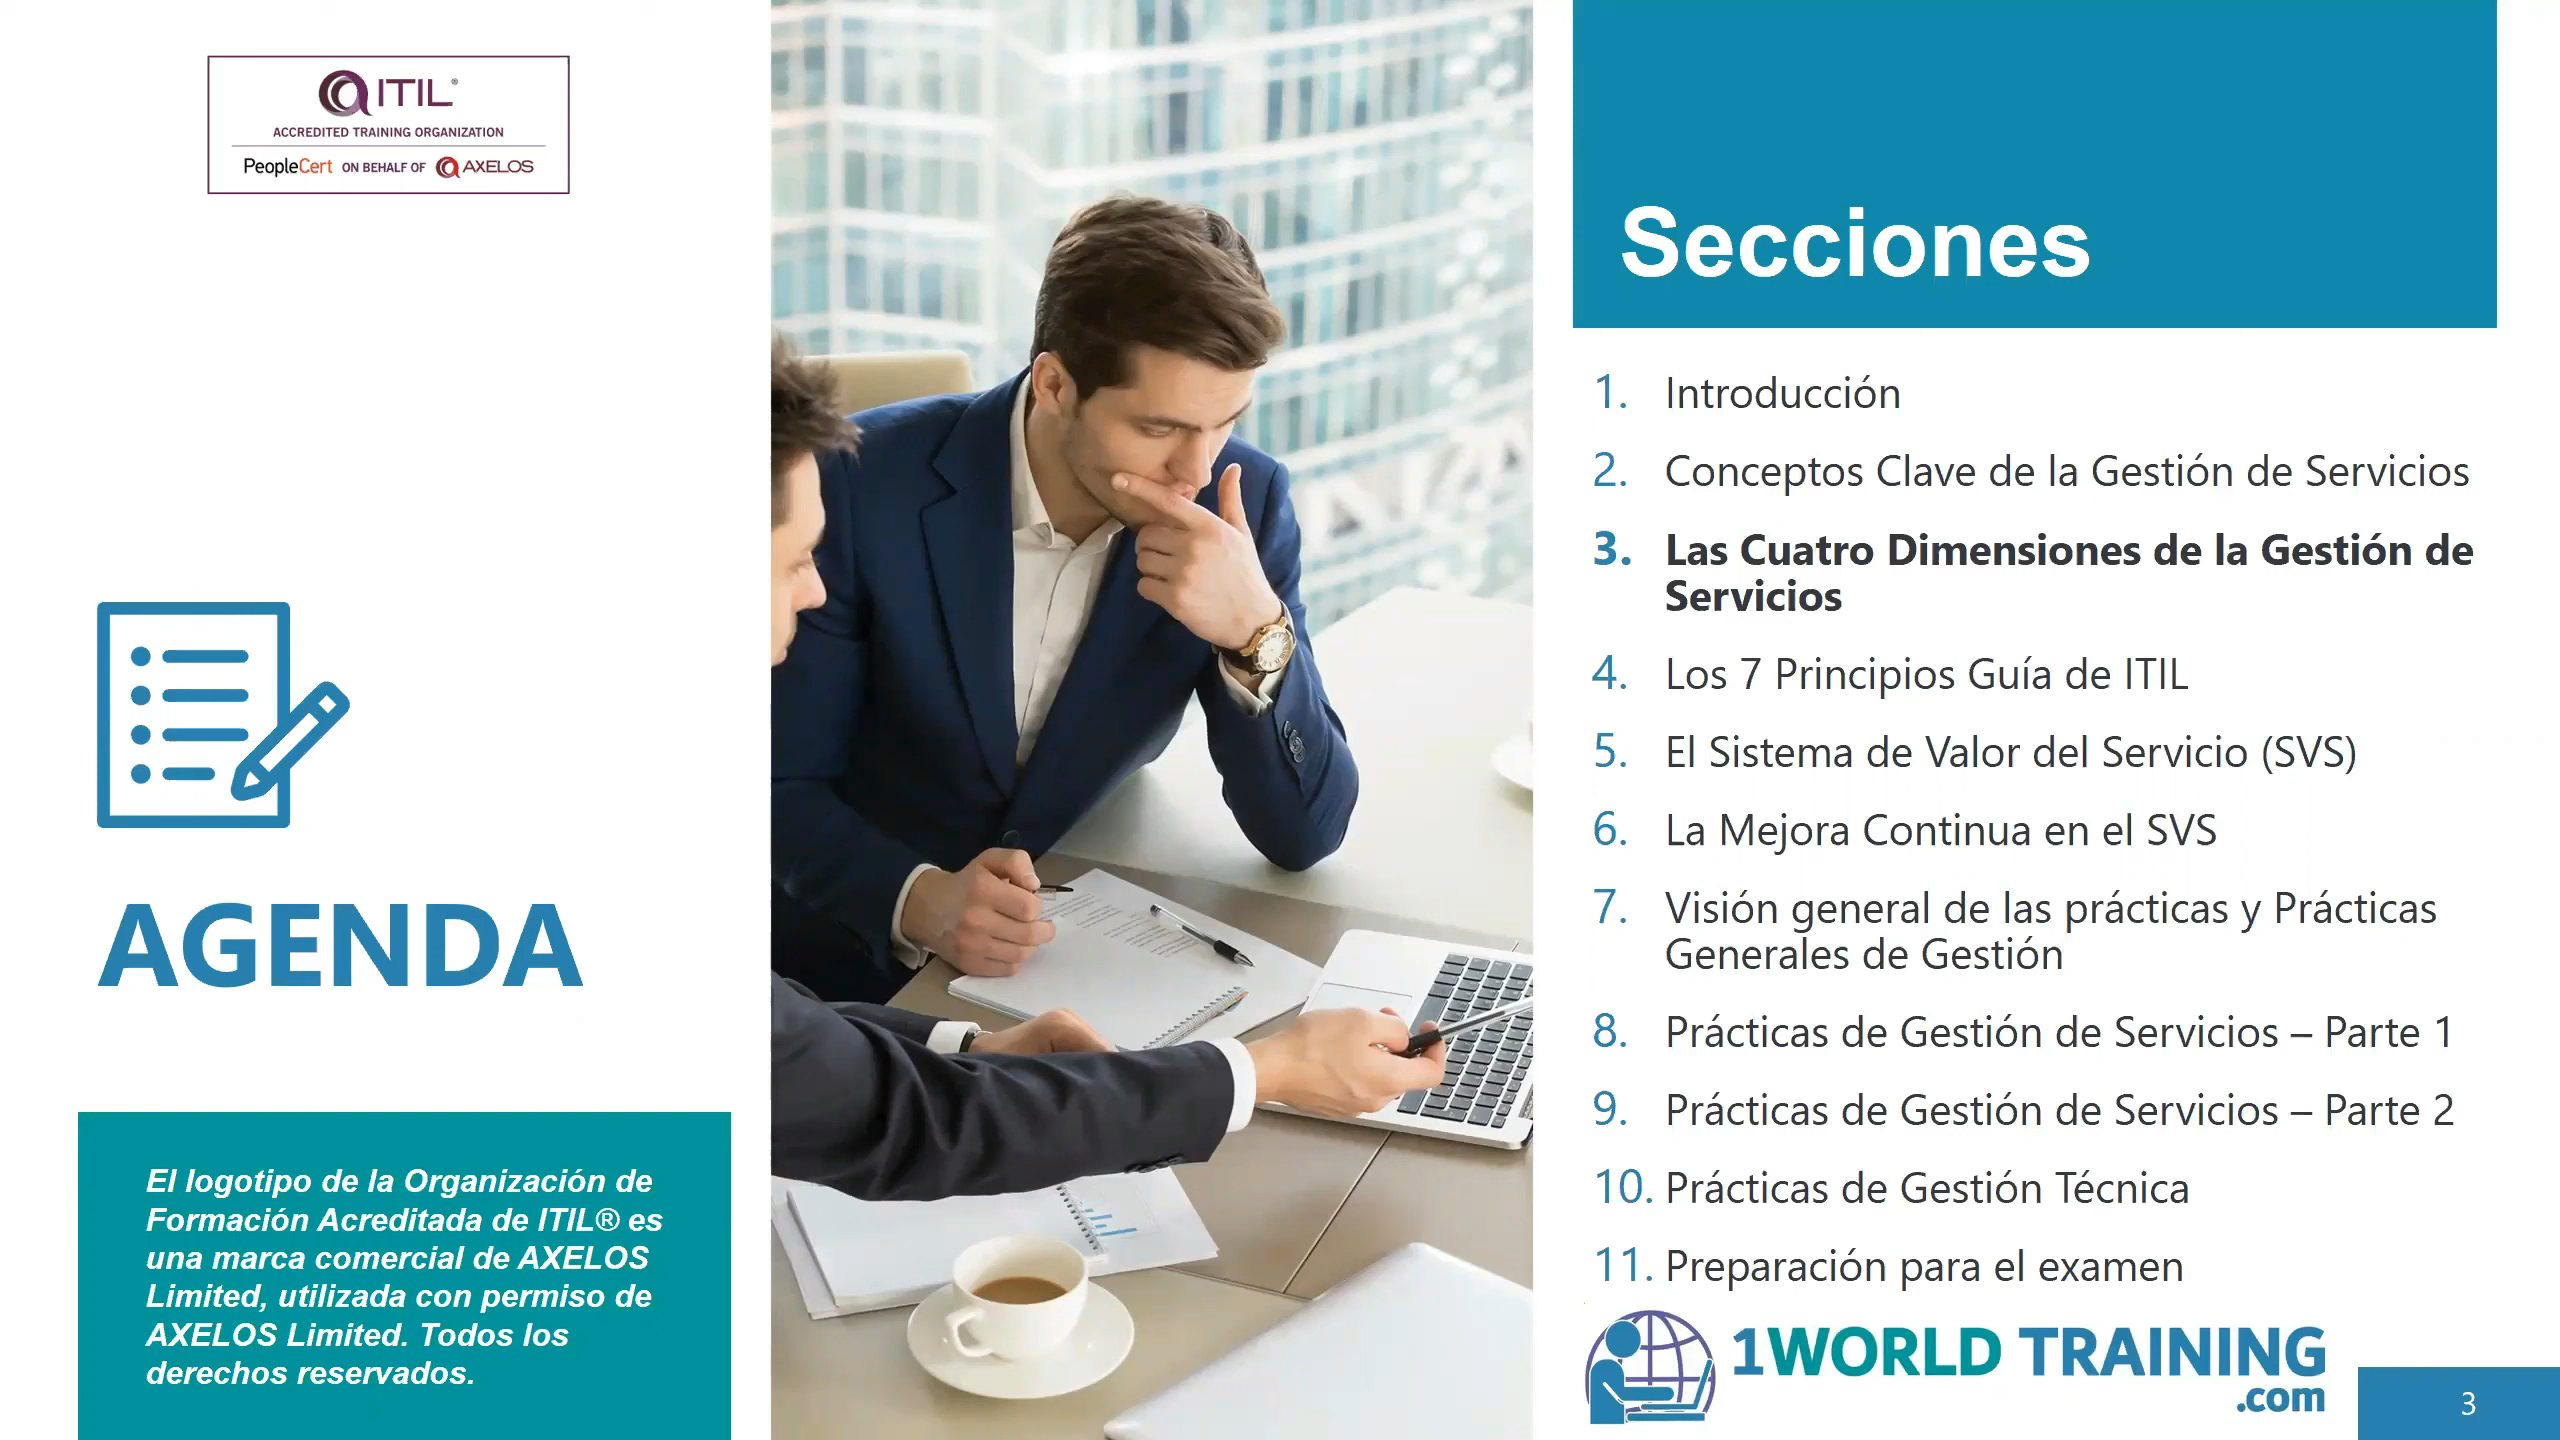 ITIL®
ACCREDITED TRAINING ORGANIZATION
PeopleCert ON BEHALF OF AXELOS
AGENDA
El logotipo de la Organización de
Formación Acreditada de ITIL® es
una marca comercial de AXELOS
Limited, utilizada con permiso de
AXELOS Limited. Todos los
derechos reservados.
Secciones
1. Introducción
2. Conceptos Clave de la Gestión de Servicios
3. Las Cuatro Dimensiones de la Gestión de
Servicios
4. Los 7 Principios Guía de ITIL
5. El Sistema de Valor del Servicio (SVS)
6. La Mejora Continua en el SVS
7. Visión general de las prácticas y Prácticas
Generales de Gestión
8. Prácticas de Gestión de Servicios – Parte 1
9. Prácticas de Gestión de Servicios – Parte 2
10. Prácticas de Gestión Técnica
11. Preparación para el examen
1WORLD TRAINING
.com
3